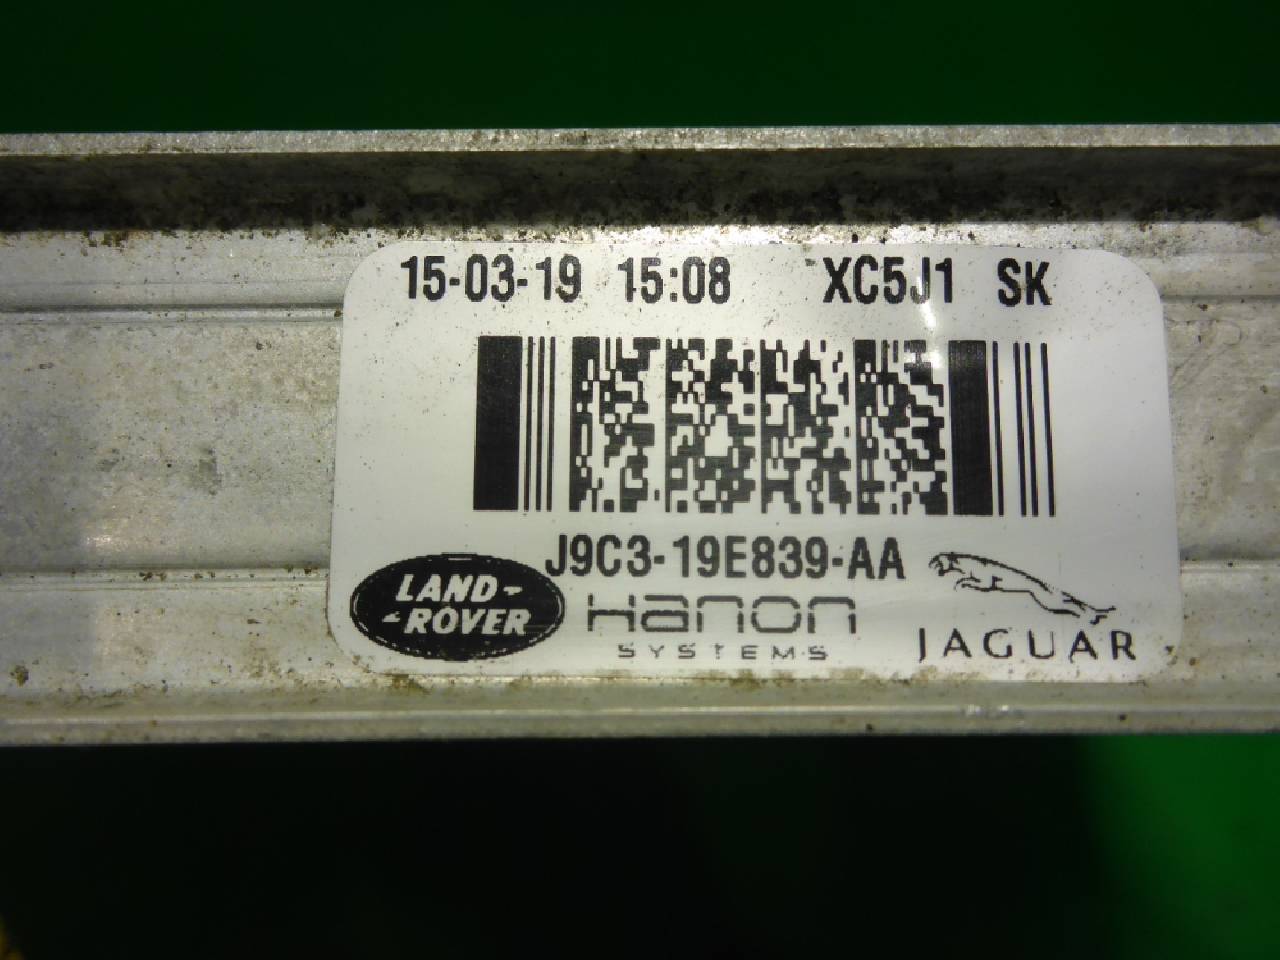 15-03-19 15:08 XC5J1 SK
J9C3-19E839-AA
LAND-
-ROVER
Hanon
SYSTEMS
JAGUAR